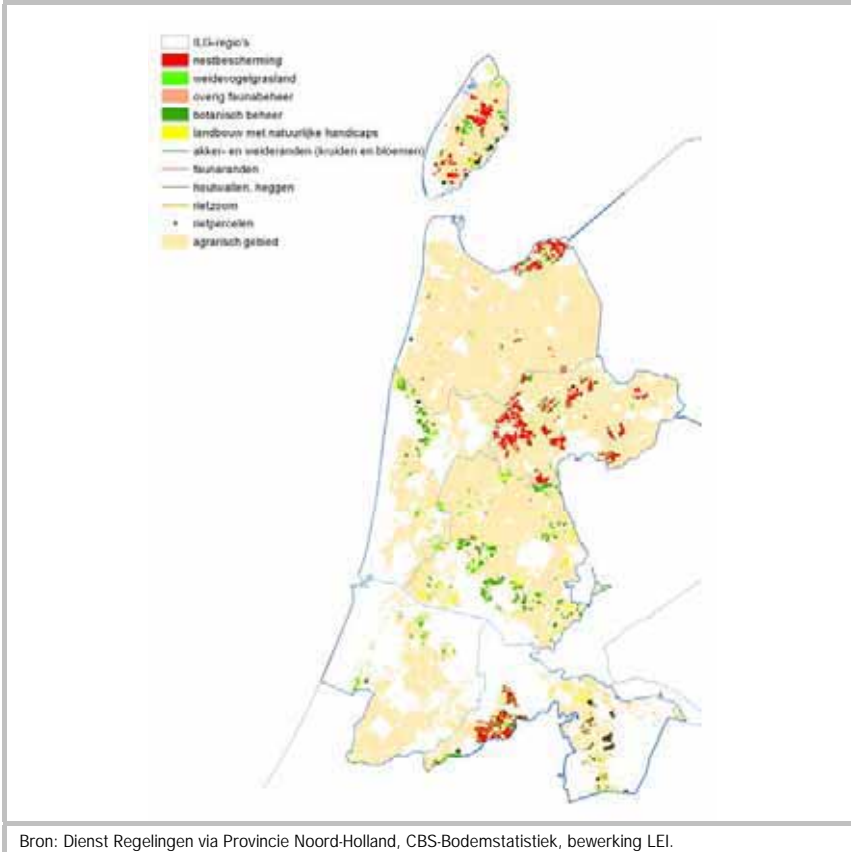 ILG-regio's
nestbescherming
weidevogelgrasland
overig faunabeheer
botanisch beheer
landbouw met natuurlijke handicaps
akker- en weideranden (kruiden en bloemen)
faunaranden
houtwallen, heggen
rietzoom
rietpercelen
agrarisch gebied
Bron: Dienst Regelingen via Provincie Noord-Holland, CBS-Bodemstatistiek, bewerking LEI.